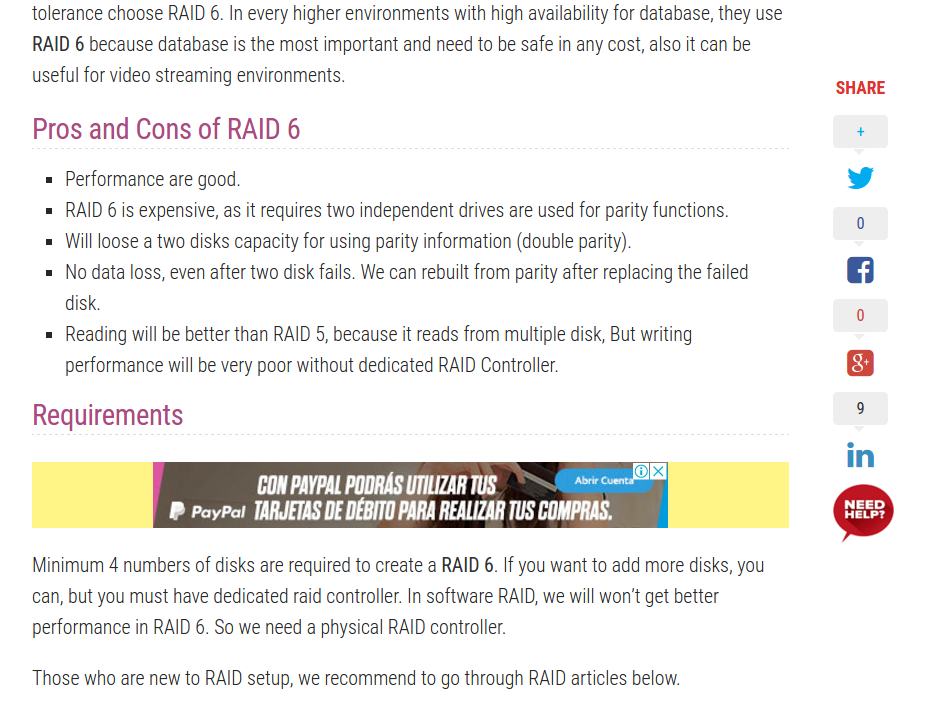 tolerance choose RAID 6. In every higher environments with high availability for database, they use
RAID 6 because database is the most important and need to be safe in any cost, also it can be
useful for video streaming environments.
SHARE
Pros and Cons of RAID 6
+
Performance are good.
RAID 6 is expensive, as it requires two independent drives are used for parity functions.
0
Will loose a two disks capacity for using parity information (double parity).
No data loss, even after two disk fails. We can rebuilt from parity after replacing the failed
disk.
0
Reading will be better than RAID 5, because it reads from multiple disk, But writing
performance will be very poor without dedicated RAID Controller.
g+
Requirements
9
in
CON PAYPAL PODRÁS UTILIZAR TUS
TARJETAS DE DÉBITO PARA REALIZAR TUS COMPRAS.
PayPal
Abrir Cuenta
NEED
HELP?
Minimum 4 numbers of disks are required to create a RAID 6. If you want to add more disks, you
can, but you must have dedicated raid controller. In software RAID, we will won't get better
performance in RAID 6. So we need a physical RAID controller.
Those who are new to RAID setup, we recommend to go through RAID articles below.